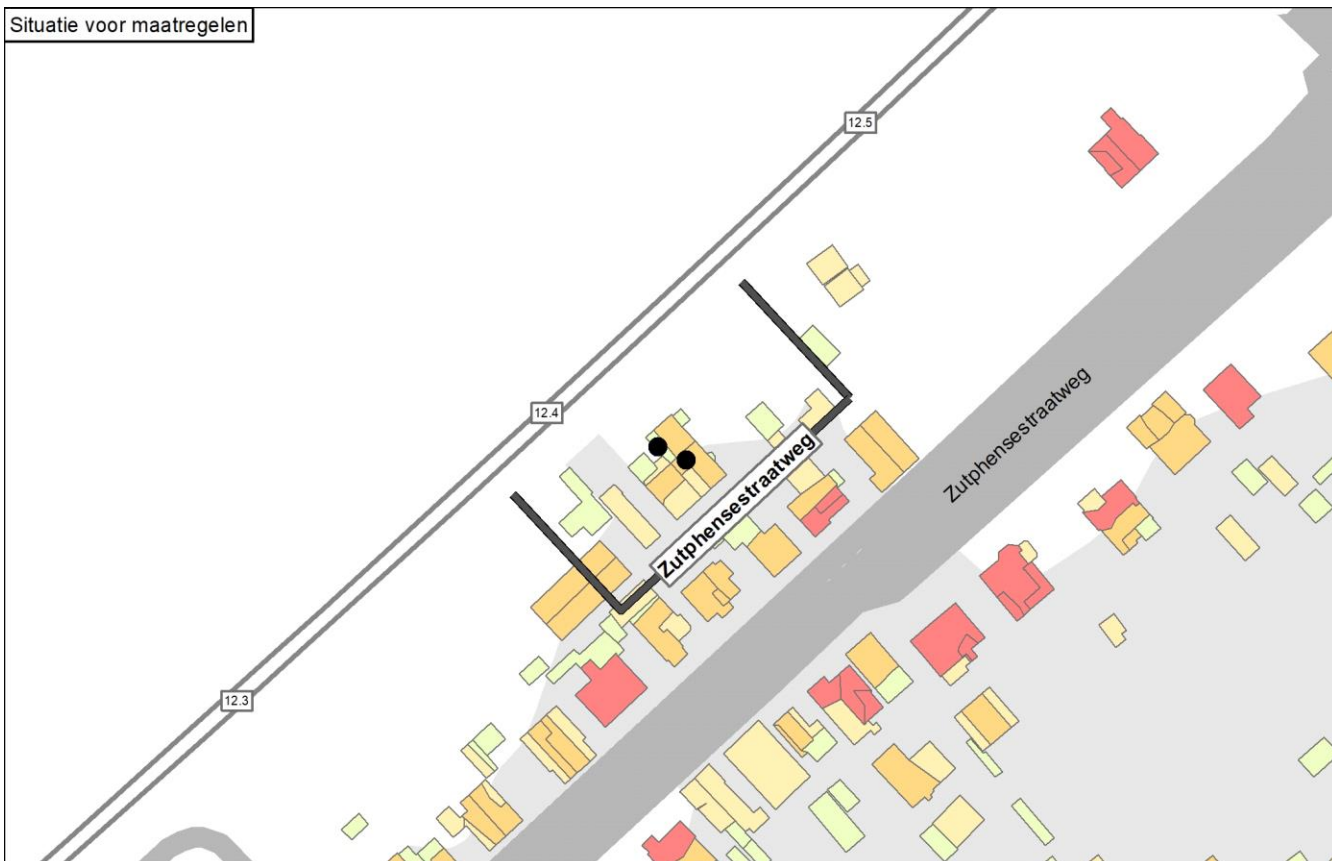 Situatie voor maatregelen
12.5
Zutphensestraatweg
12.4
Zutphensestraatweg
12.3